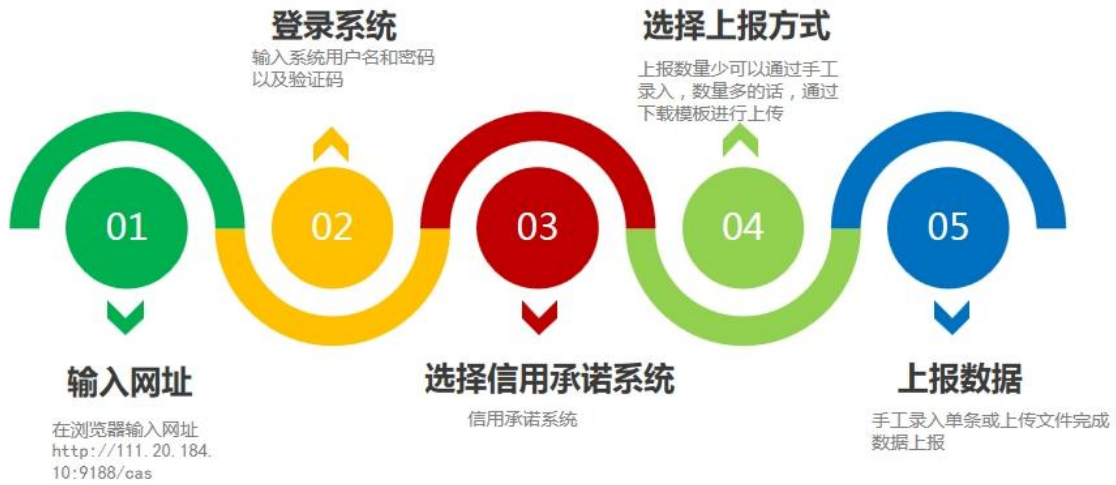 01
输入网址
在浏览器输入网址
http://111.20.184.
10:9188/cas
登录系统
输入系统用户名和密码
以及验证码
02
03
选择信用承诺系统
信用承诺系统
选择上报方式
上报数量少可以通过手工
录入，数量多的话，通过
下载模板进行上传
04
05
上报数据
手工录入单条或上传文件完成
数据上报